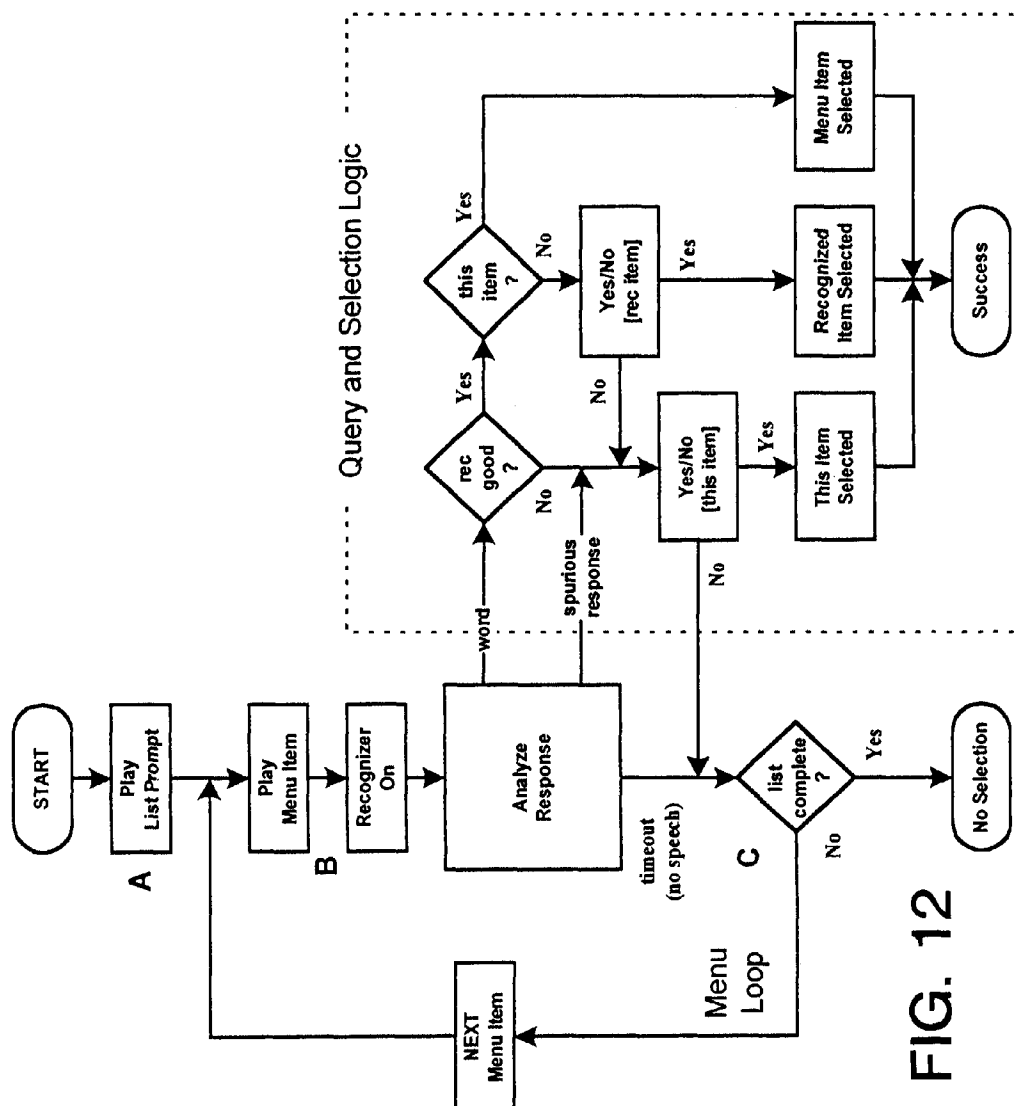 START
A
Play
List Prompt
Play
Menu Item
B
Recognizer
On
Analyze
Response
word
spurious
response
timeout
(no speech)
C
list
complete
?
No
Yes
No Selection
Menu
Loop
NEXT
Menu Item
Query and Selection Logic
rec
good
?
Yes
No
this
item
?
Yes
No
Yes/No
[rec item]
No
Yes
Yes/No
[this item]
No
Yes
This Item
Selected
Recognized
Item Selected
Menu Item
Selected
Success
FIG. 12